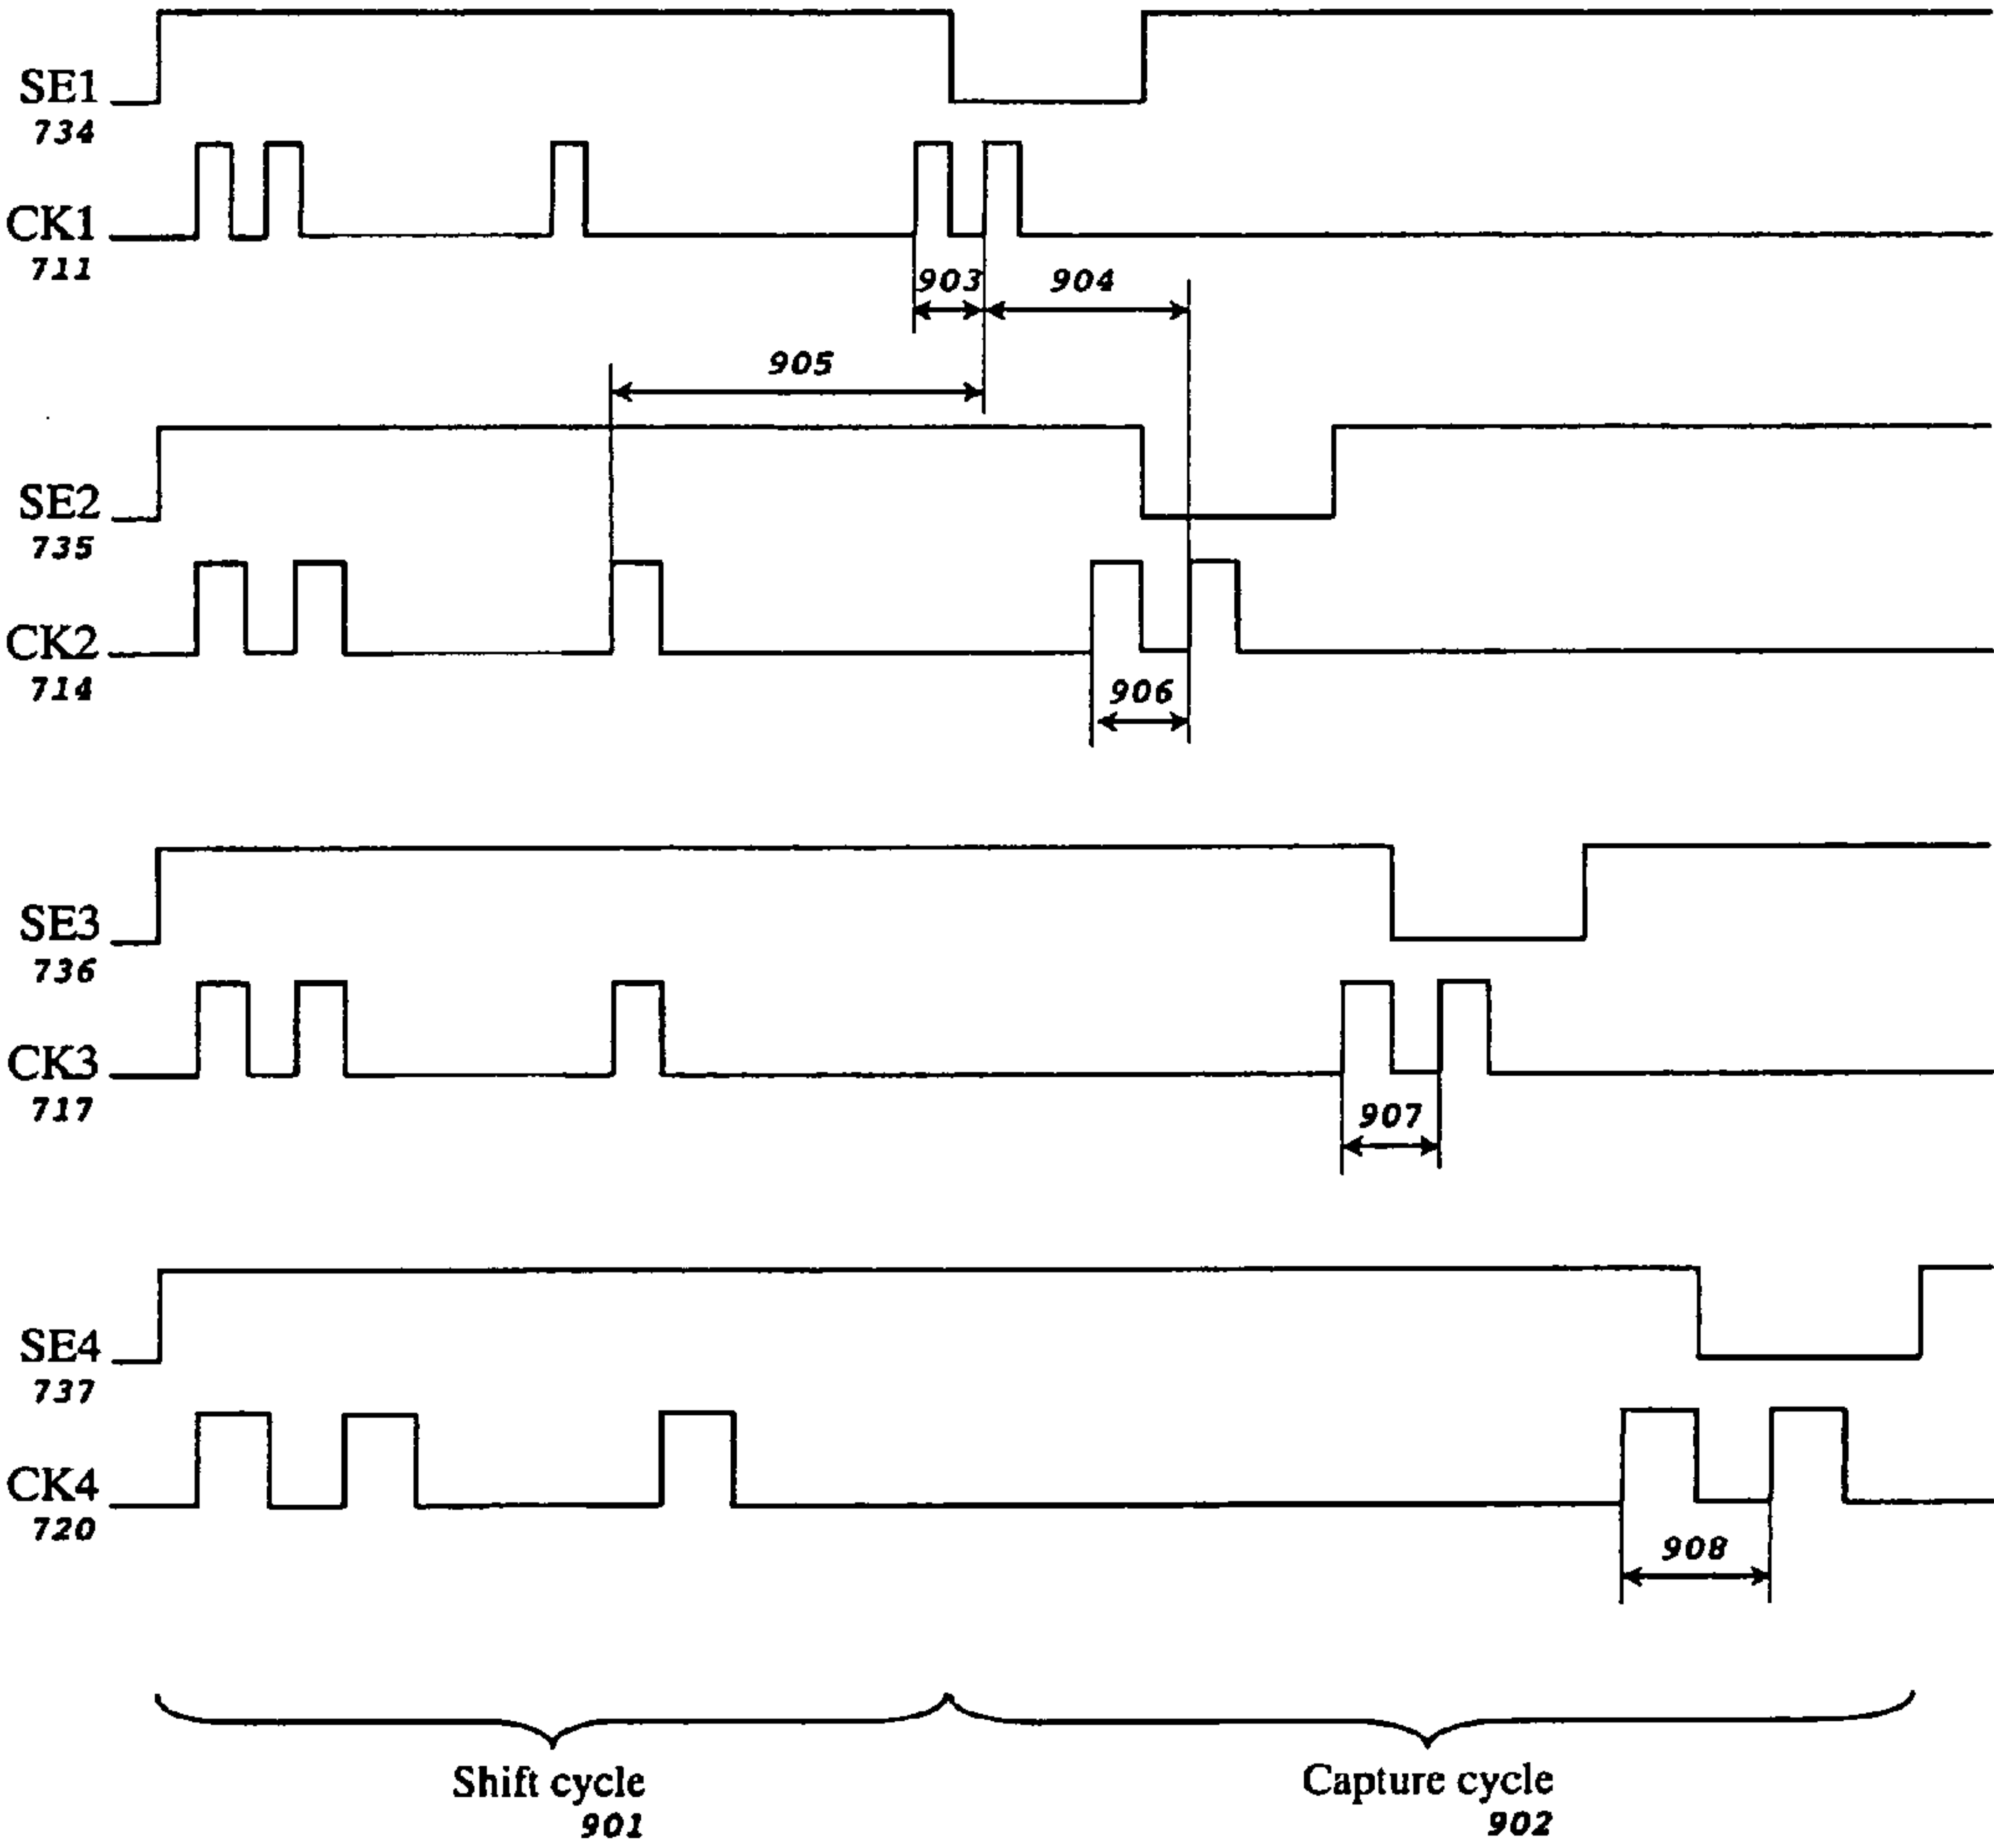 SE1
734
CK1
711
903
904
905
SE2
735
CK2
714
906
SE3
736
CK3
717
907
SE4
737
CK4
720
908
Shift cycle
901
Capture cycle
902